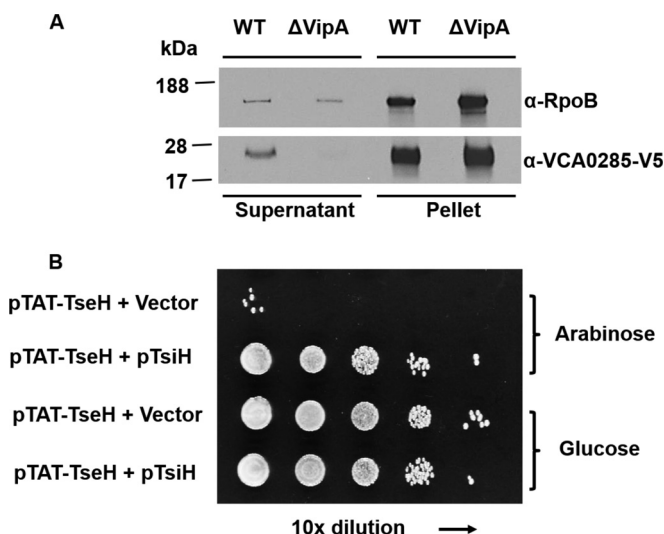 A
WT ΔVipA WT ΔVipA
kDa
188
α-RpoB
28
α-VCA0285-V5
17
Supernatant Pellet
B
pTAT-TseH + Vector
Arabinose
pTAT-TseH + pTsiH
pTAT-TseH + Vector
Glucose
pTAT-TseH + pTsiH
10x dilution